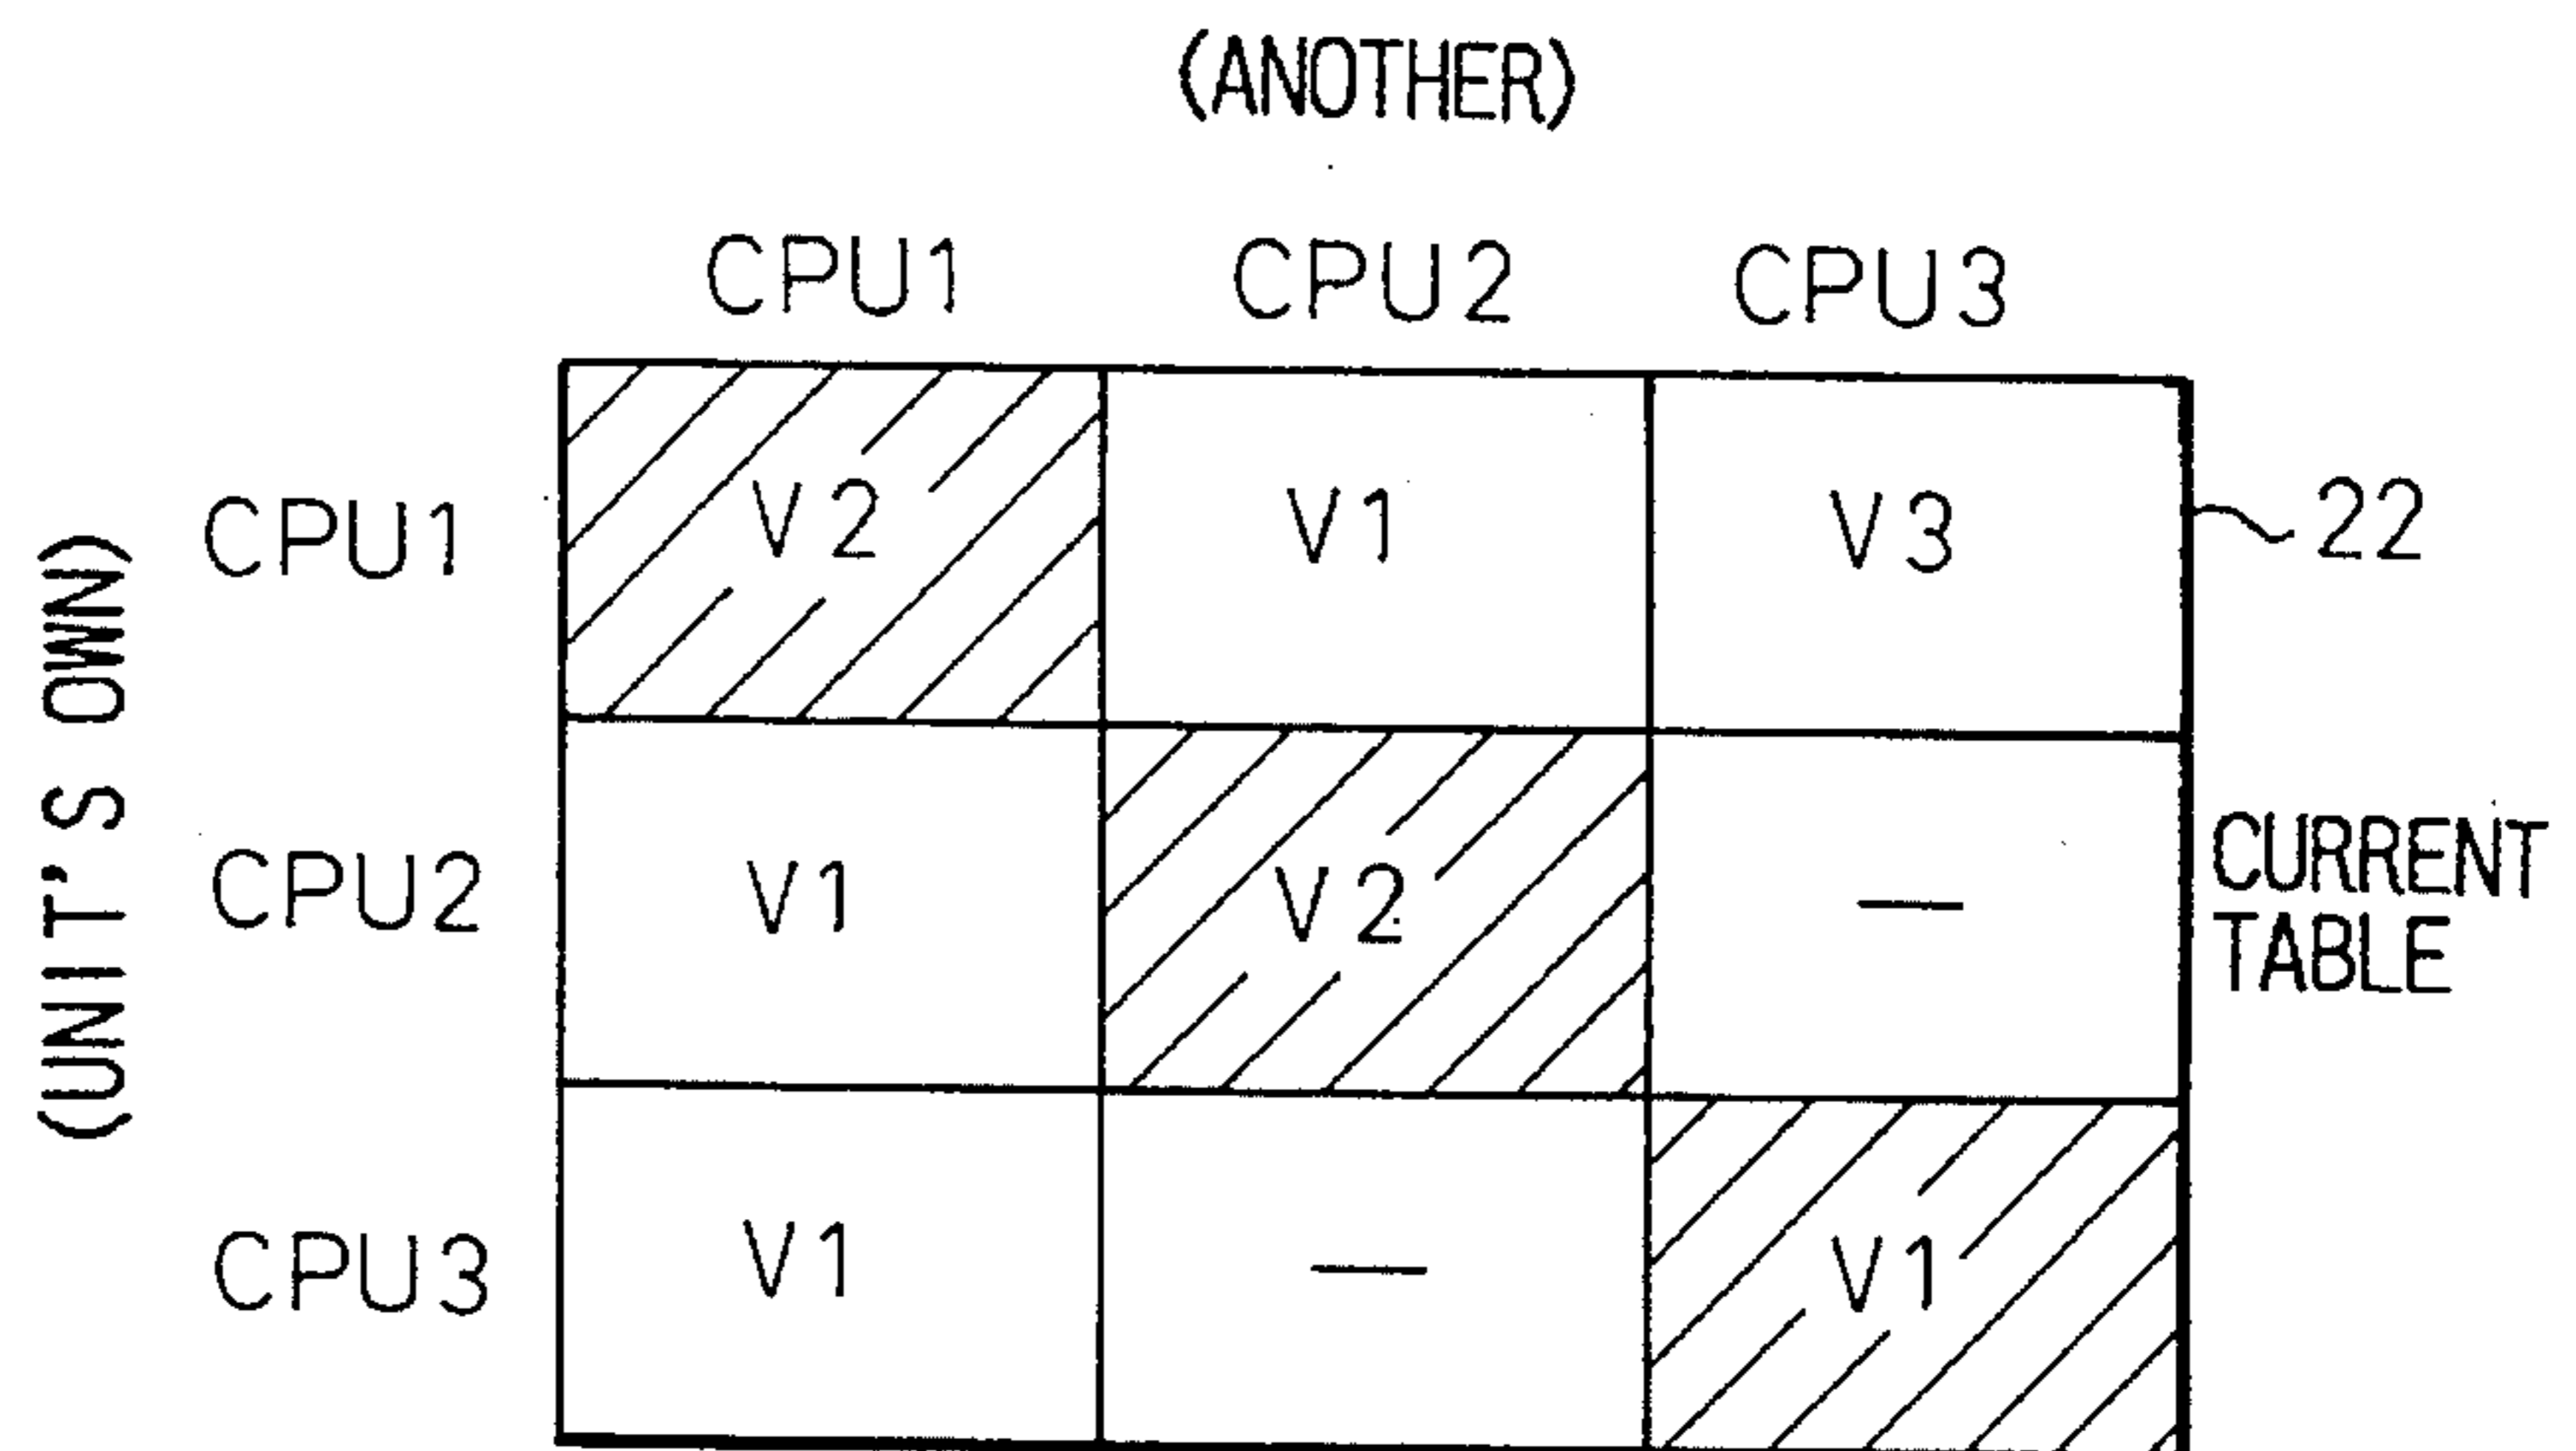 (ANOTHER)
CPU1 CPU2 CPU3
(UNIT'S OWN)
CPU1 V2 V1 V3 22
CPU2 V1 V2 — CURRENT TABLE
CPU3 V1 — V1